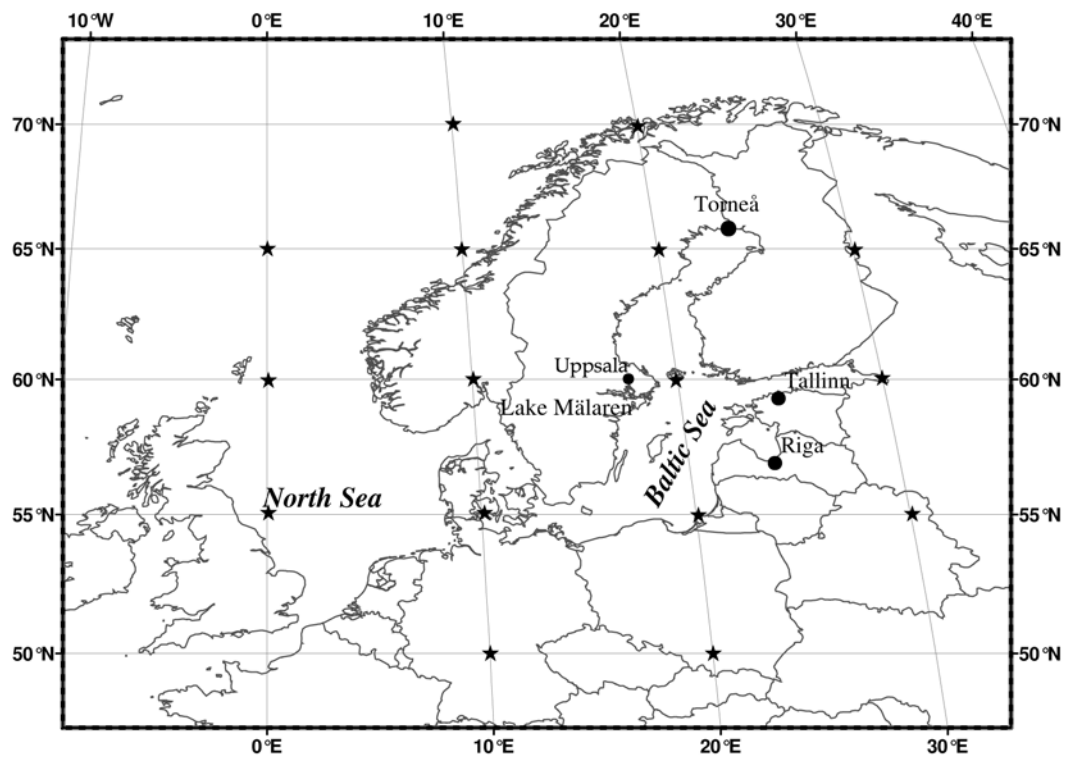 10°W 0°E 10°E 20°E 30°E 40°E
70°N 70°N
Torneå
65°N 65°N
Uppsala
60°N 60°N
Tallinn
Lake Mälaren
Baltic Sea
Riga
North Sea
55°N 55°N
50°N 50°N
0°E 10°E 20°E 30°E